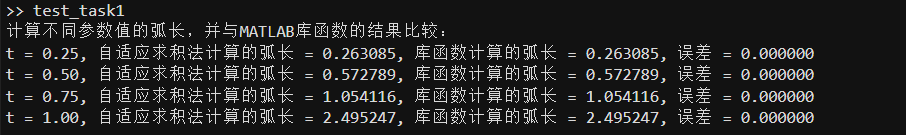 >> test_task1
计算不同参数值的弧长，并与MATLAB库函数的结果比较：
t = 0.25, 自适应求积法计算的弧长 = 0.263085, 库函数计算的弧长 = 0.263085, 误差 = 0.000000
t = 0.50, 自适应求积法计算的弧长 = 0.572789, 库函数计算的弧长 = 0.572789, 误差 = 0.000000
t = 0.75, 自适应求积法计算的弧长 = 1.054116, 库函数计算的弧长 = 1.054116, 误差 = 0.000000
t = 1.00, 自适应求积法计算的弧长 = 2.495247, 库函数计算的弧长 = 2.495247, 误差 = 0.000000